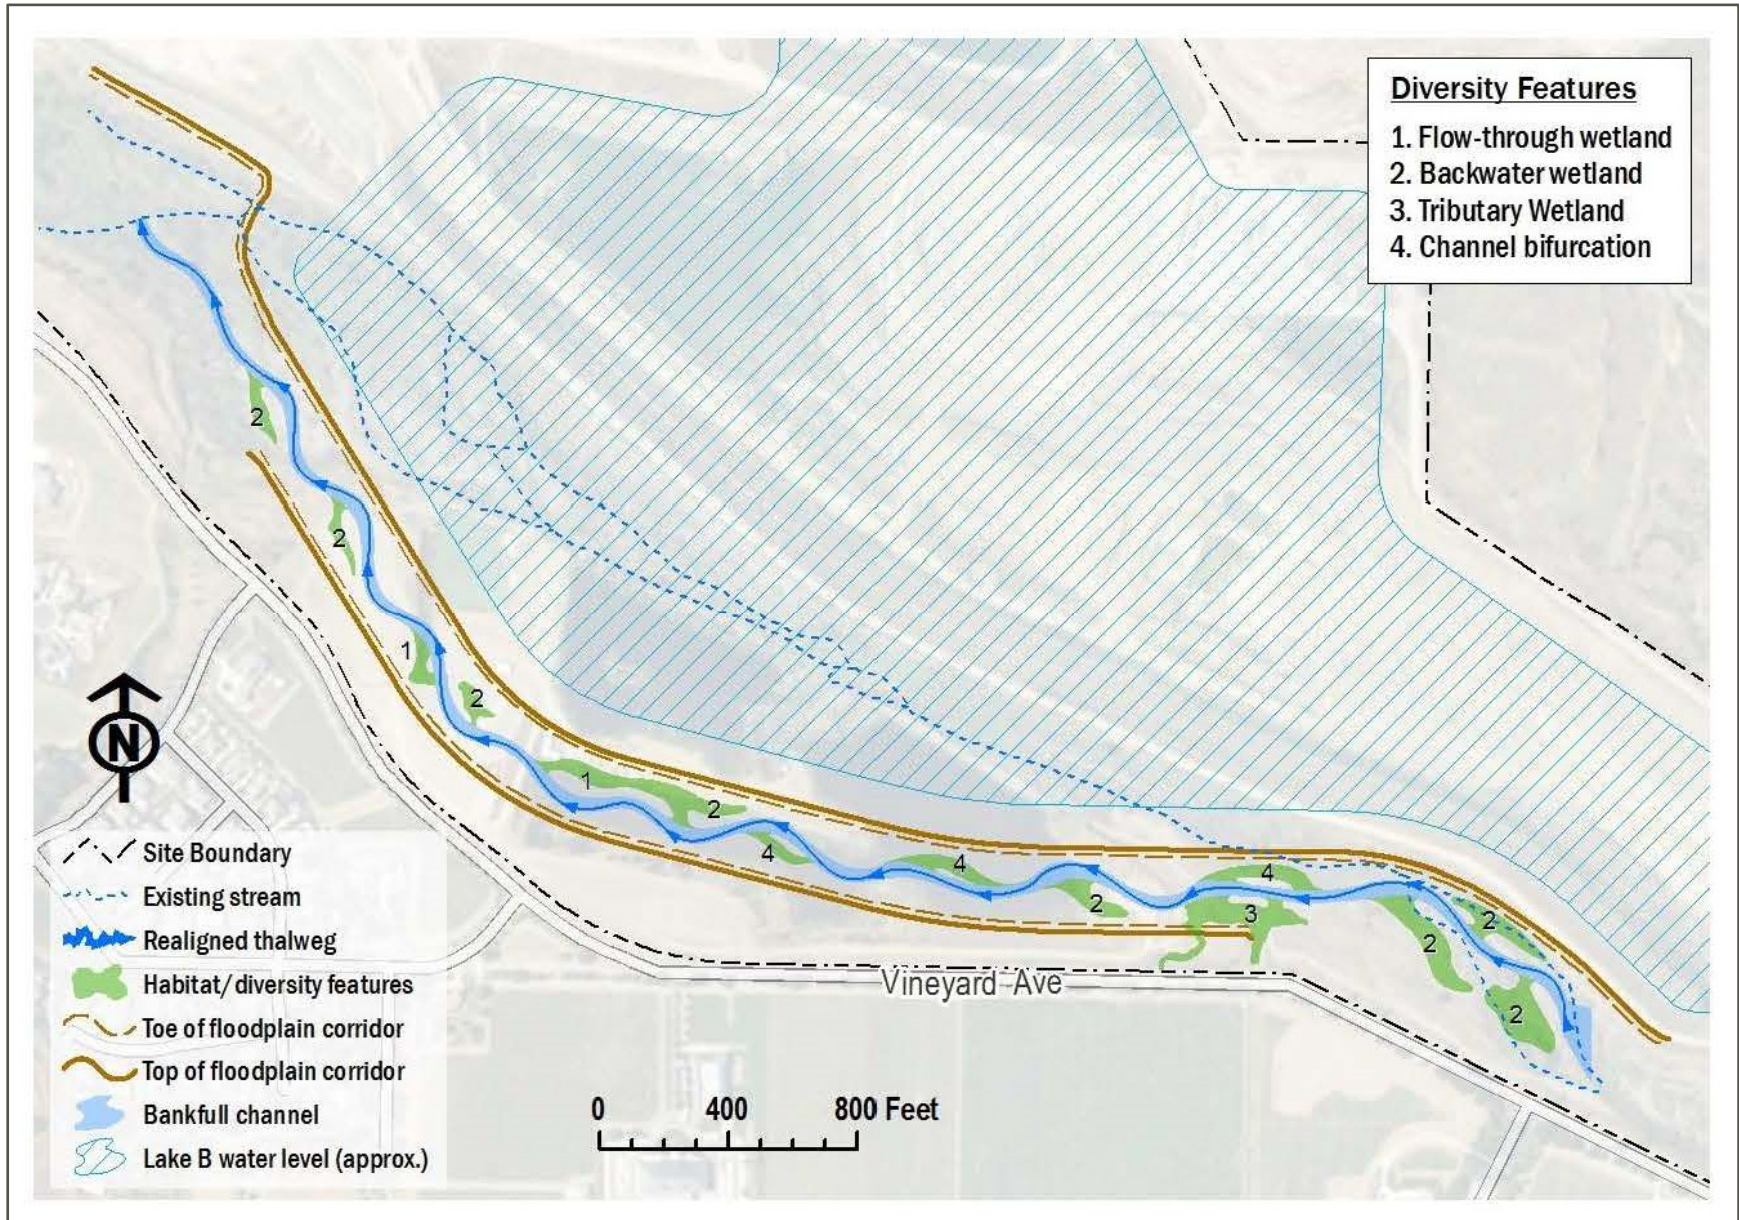 Diversity Features
1. Flow-through wetland
2. Backwater wetland
3. Tributary Wetland
4. Channel bifurcation
2
2
1
2
1
2
4
4
2
4
3
2
2
2
Vineyard Ave
N
Site Boundary
Existing stream
Realigned thalweg
Habitat/diversity features
Toe of floodplain corridor
Top of floodplain corridor
Bankfull channel
Lake B water level (approx.)
0 400 800 Feet